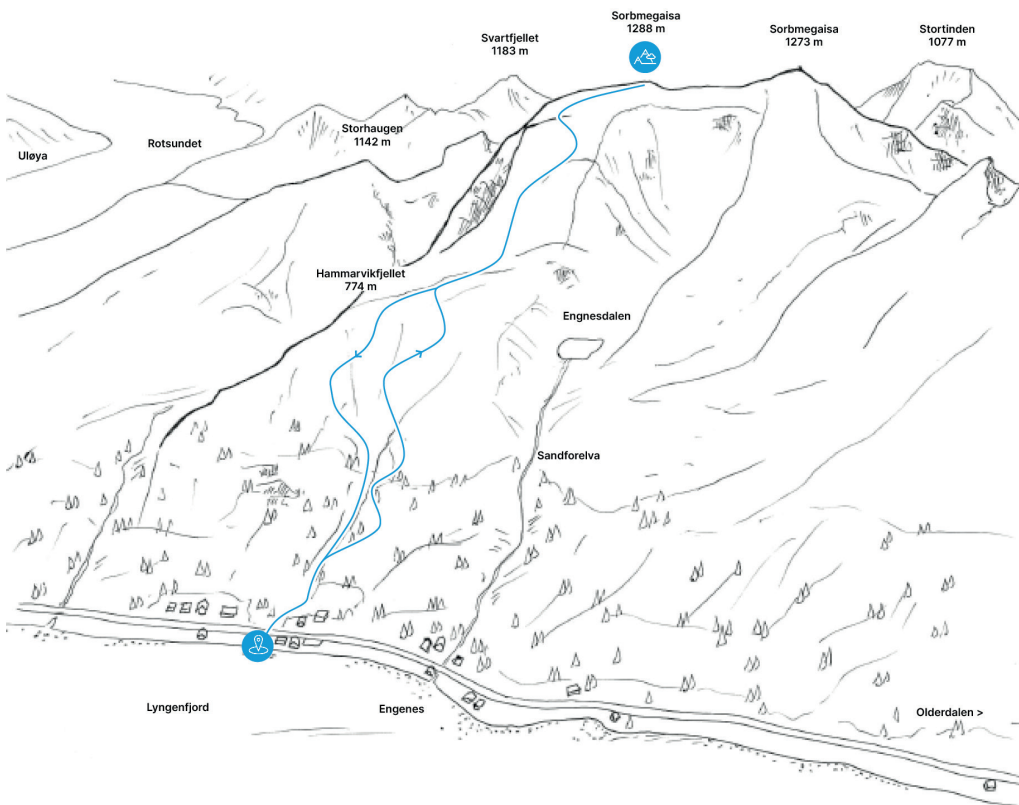 Sorbmegaisa
1288 m
Sorbmegaisa
1273 m
Stortinden
1077 m
Svartfjellet
1183 m
Storhaugen
1142 m
Rotsundet
Uløya
Hammarvikfjellet
774 m
Engnesdalen
Sandforelva
Lyngenfjord
Engenes
Olderdalen >